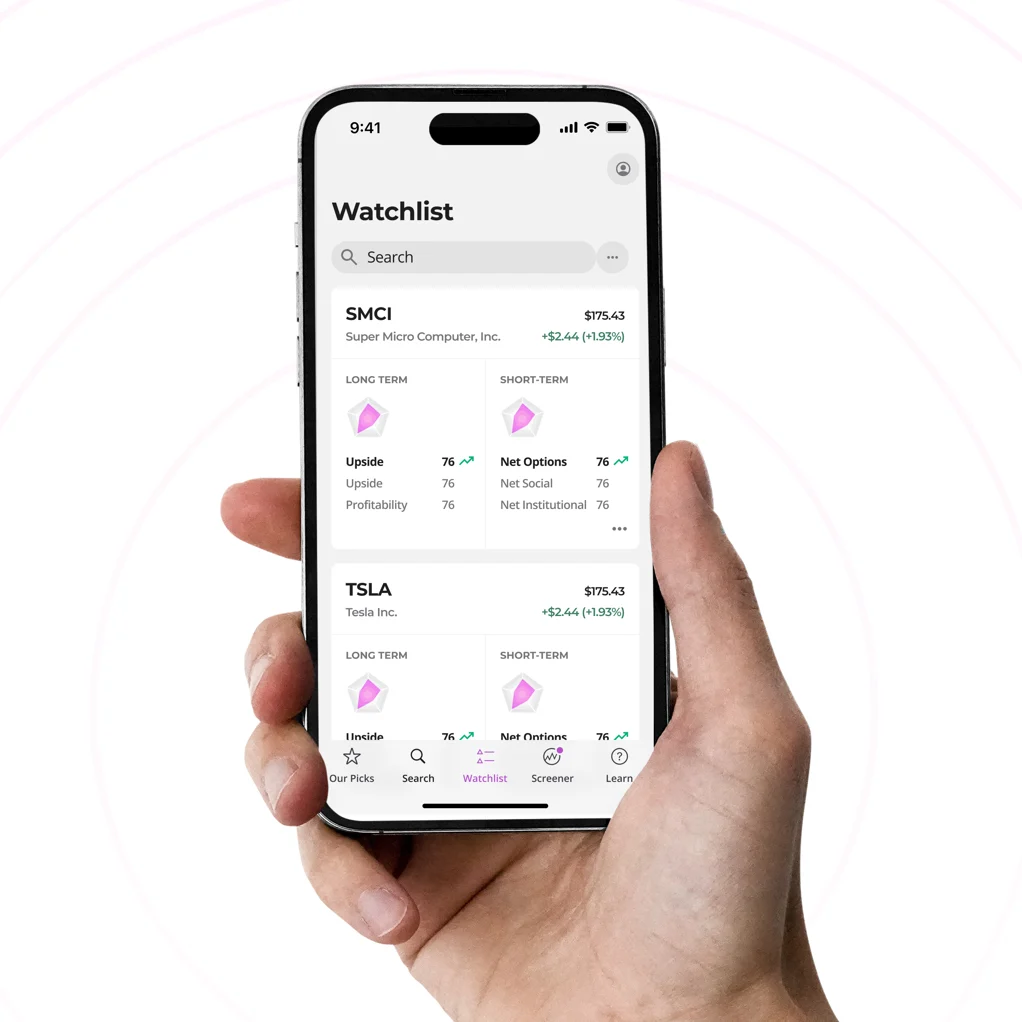 9:41
Watchlist
Search
SMCI $175.43
Super Micro Computer, Inc. +$2.44 (+1.93%)
LONG TERM SHORT-TERM
Upside 76 Net Options 76
Upside 76 Net Social 76
Profitability 76 Net Institutional 76
TSLA $175.43
Tesla Inc. +$2.44 (+1.93%)
LONG TERM SHORT-TERM
Upside 76 Net Options 76
Our Picks Search Watchlist Screener Learn